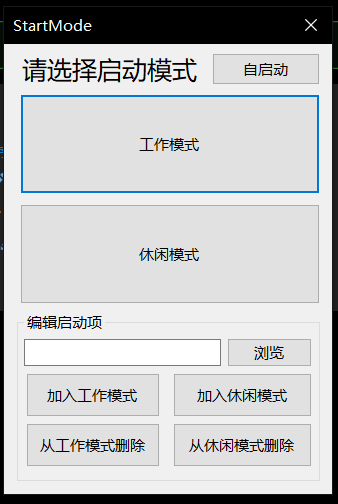 StartMode
请选择启动模式 自启动
工作模式
休闲模式
编辑启动项
浏览
加入工作模式 加入休闲模式
从工作模式删除 从休闲模式删除